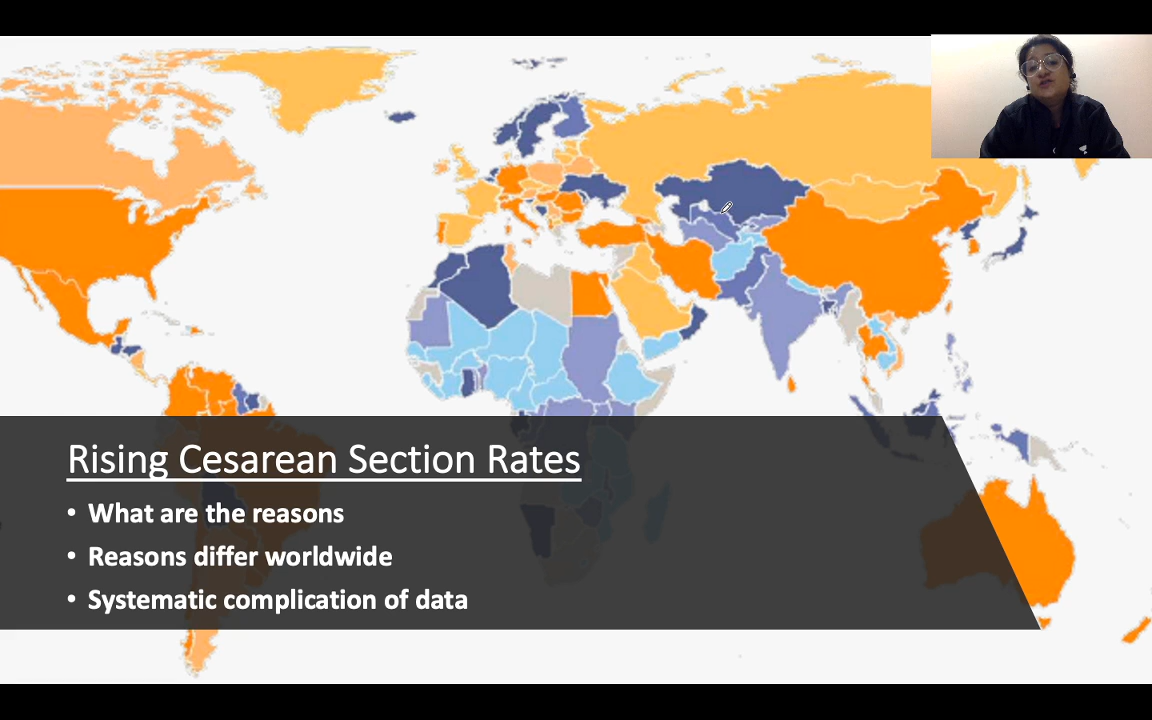 Rising Cesarean Section Rates
• What are the reasons
• Reasons differ worldwide
• Systematic complication of data